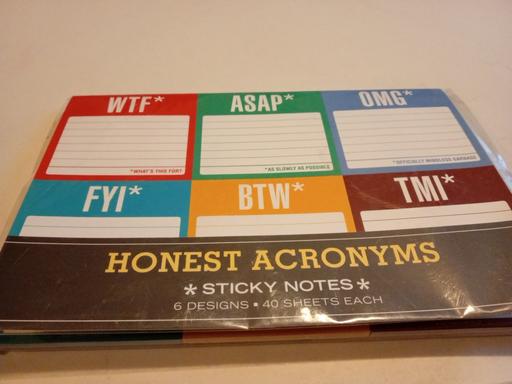 WTF* ASAP* OMG*
*WHAT'S THIS FOR? *AS SLOWLY AS POSSIBLE *OFFICIALLY MINDLESS GARBAGE
FYI* BTW* TMI*
HONEST ACRONYMS
*STICKY NOTES*
6 DESIGNS ▪ 40 SHEETS EACH